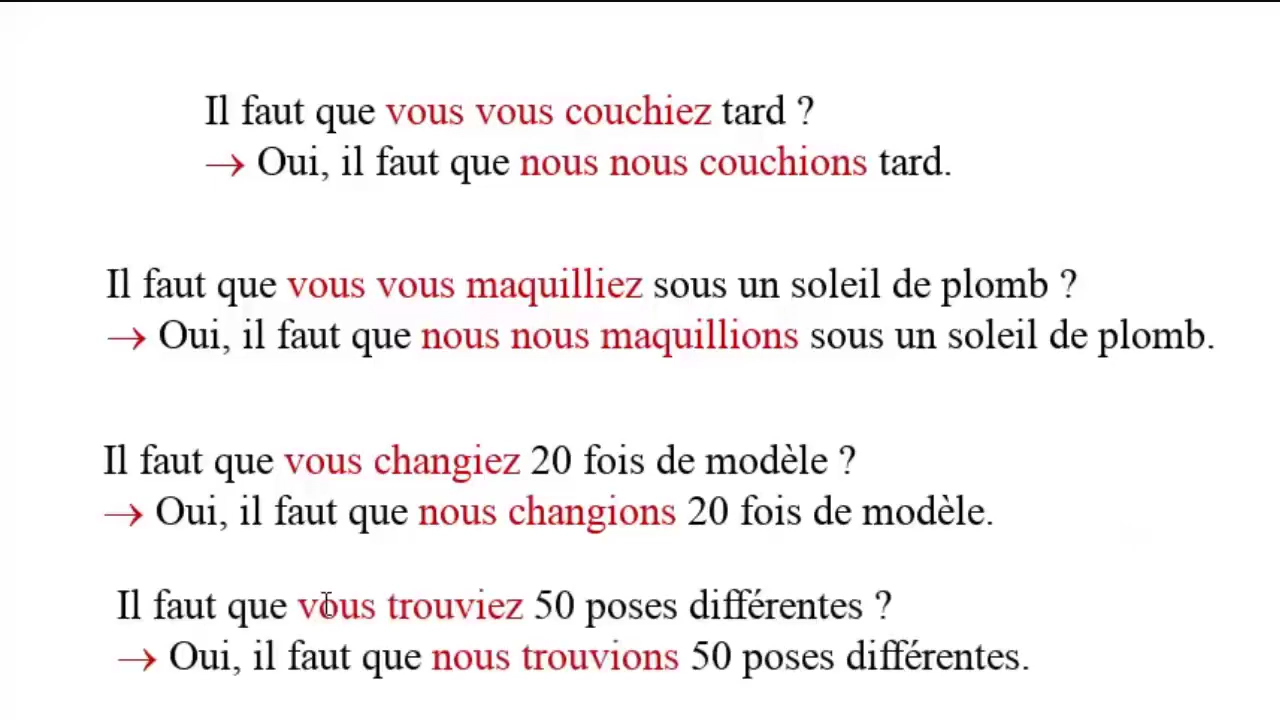 Il faut que vous vous couchiez tard ?
→ Oui, il faut que nous nous couchions tard.
Il faut que vous vous maquilliez sous un soleil de plomb ?
→ Oui, il faut que nous nous maquillions sous un soleil de plomb.
Il faut que vous changiez 20 fois de modèle ?
→ Oui, il faut que nous changions 20 fois de modèle.
Il faut que vous trouviez 50 poses différentes ?
→ Oui, il faut que nous trouvions 50 poses différentes.